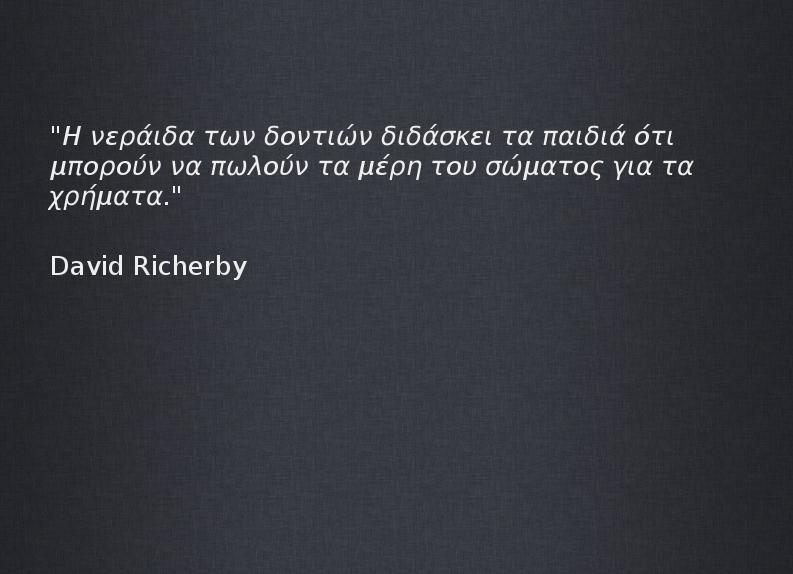 "Η νεράιδα των δοντιών διδάσκει τα παιδιά ότι
μπορούν να πωλούν τα μέρη του σώματος για τα
χρήματα."
David Richerby